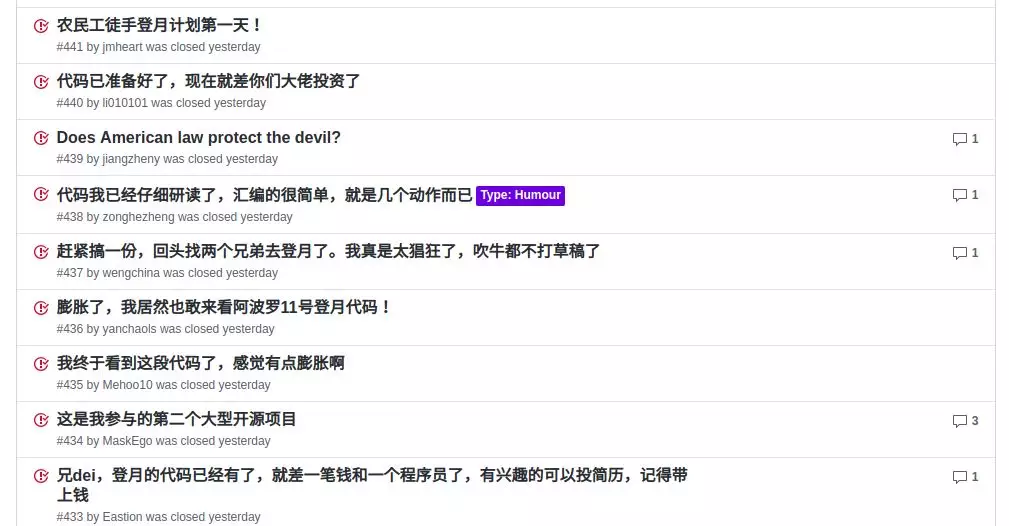 农民工徒手登月计划第一天！
#441 by jmheart was closed yesterday
代码已准备好了，现在就差你们大佬投资了
#440 by li010101 was closed yesterday
Does American law protect the devil?
1
#439 by jiangzheny was closed yesterday
代码我已经仔细研读了，汇编的很简单，就是几个动作而已 Type: Humour
1
#438 by zonghezheng was closed yesterday
赶紧搞一份，回头找两个兄弟去登月了。我真是太猖狂了，吹牛都不打草稿了
1
#437 by wengchina was closed yesterday
膨胀了，我居然也敢来看阿波罗11号登月代码！
#436 by yanchaols was closed yesterday
我终于看到这段代码了，感觉有点膨胀啊
#435 by Mehoo10 was closed yesterday
这是我参与的第二个大型开源项目
3
#434 by MaskEgo was closed yesterday
兄dei，登月的代码已经有了，就差一笔钱和一个程序员了，有兴趣的可以投简历，记得带
1
上钱
#433 by Eastion was closed yesterday